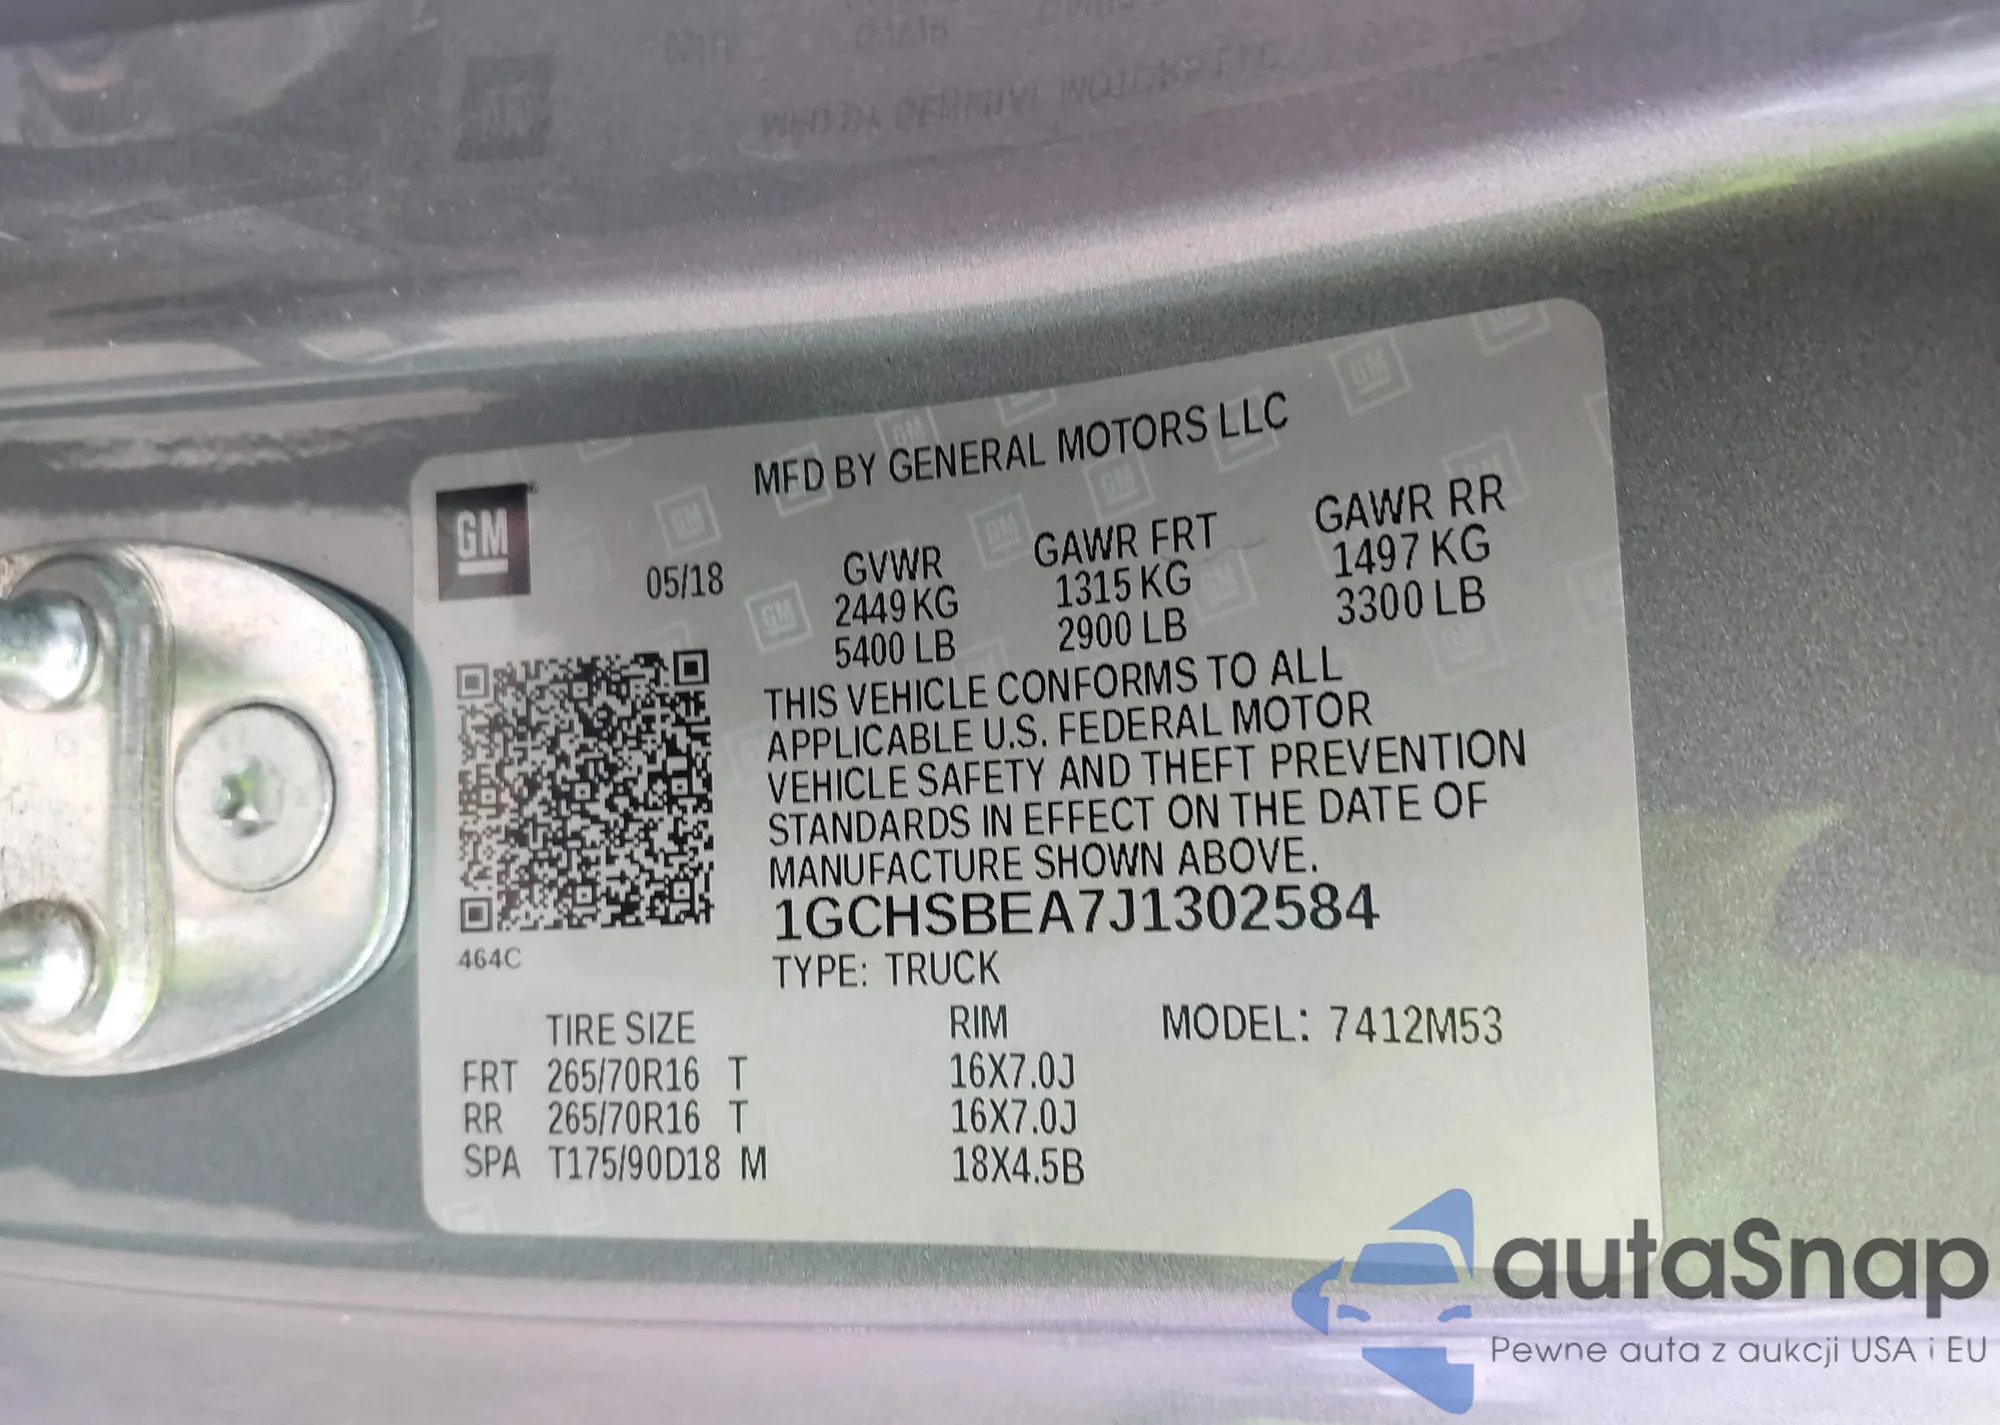 MFD BY GENERAL MOTORS LLC
GM
05/18
GVWR GAWR FRT GAWR RR
2449 KG 1315 KG 1497 KG
5400 LB 2900 LB 3300 LB
THIS VEHICLE CONFORMS TO ALL
APPLICABLE U.S. FEDERAL MOTOR
VEHICLE SAFETY AND THEFT PREVENTION
STANDARDS IN EFFECT ON THE DATE OF
MANUFACTURE SHOWN ABOVE.
1GCHSBEA7J1302584
464C
TYPE: TRUCK
TIRE SIZE RIM MODEL: 7412M53
FRT 265/70R16 T 16X7.0J
RR 265/70R16 T 16X7.0J
SPA T175/90D18 M 18X4.5B
autaSnap
Pewne auta z aukcji USA i EU